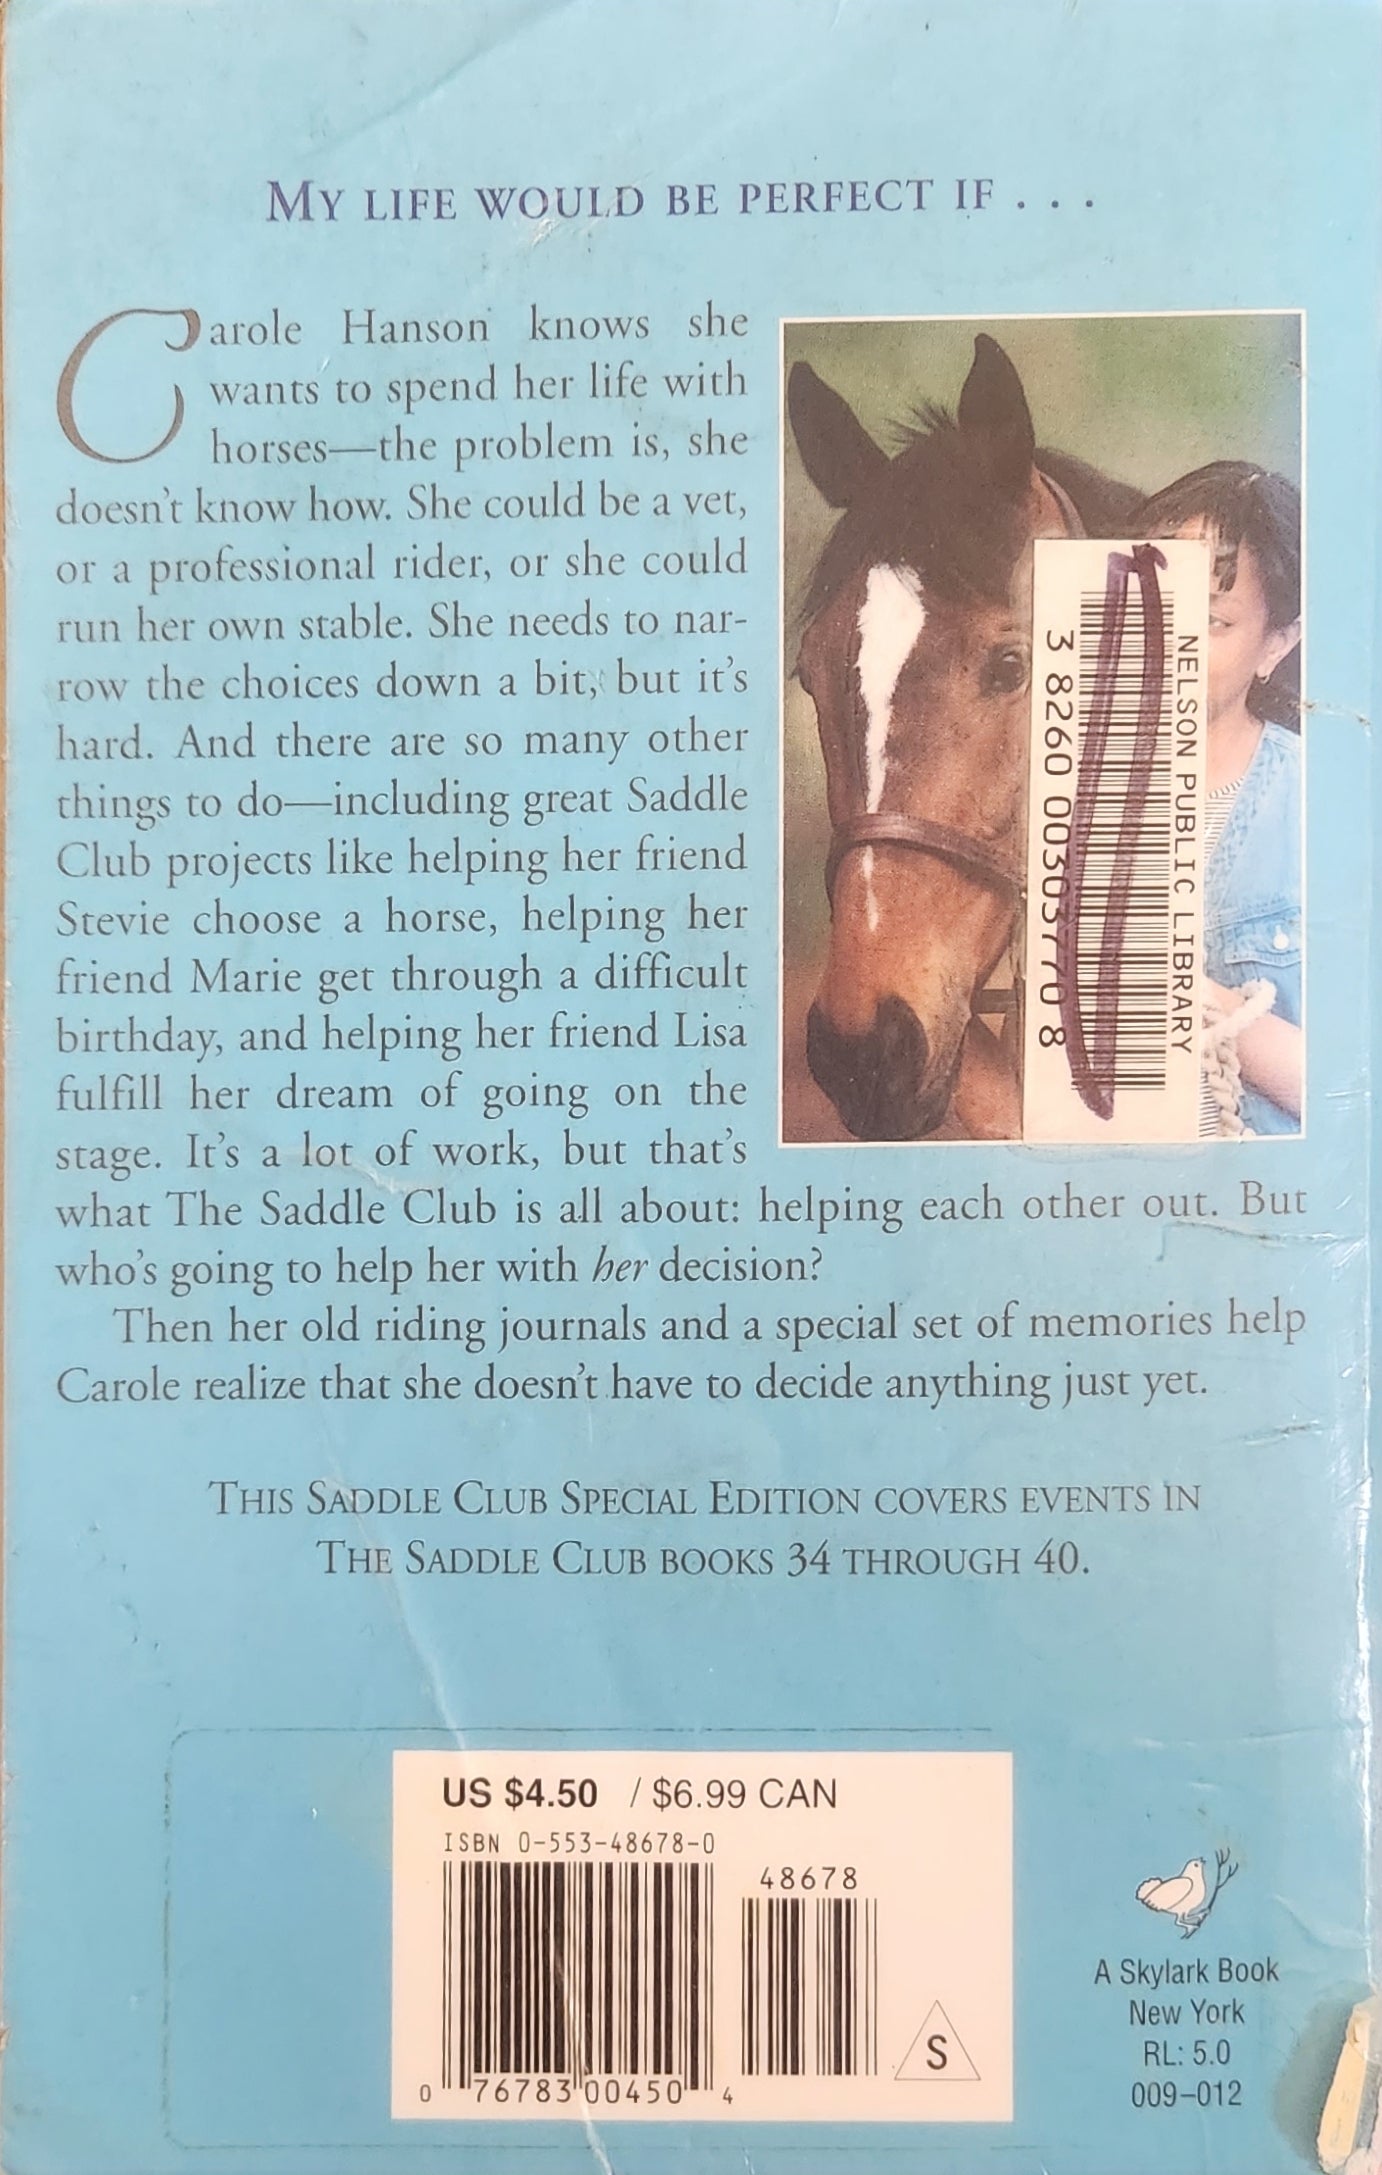 MY LIFE WOULD BE PERFECT IF . . .
Carole Hanson knows she
wants to spend her life with
horses—the problem is, she
doesn't know how. She could be a vet,
or a professional rider, or she could
run her own stable. She needs to nar-
row the choices down a bit, but it's
hard. And there are so many other
things to do—including great Saddle
Club projects like helping her friend
Stevie choose a horse, helping her
friend Marie get through a difficult
birthday, and helping her friend Lisa
fulfill her dream of going on the
stage. It's a lot of work, but that's
what The Saddle Club is all about: helping each other out. But
who's going to help her with her decision?
Then her old riding journals and a special set of memories help
Carole realize that she doesn't have to decide anything just yet.
NELSON PUBLIC LIBRARY
3 8260 00303770 8
THIS SADDLE CLUB SPECIAL EDITION COVERS EVENTS IN
THE SADDLE CLUB BOOKS 34 THROUGH 40.
US $4.50 / $6.99 CAN
ISBN 0-553-48678-0
48678
0 76783 00450 4
S
A Skylark Book
New York
RL: 5.0
009-012